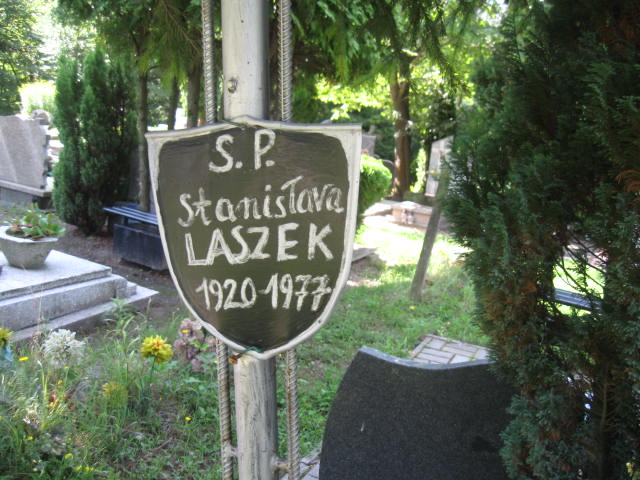 S.P.
stanisława
LASZEK
1920-1977